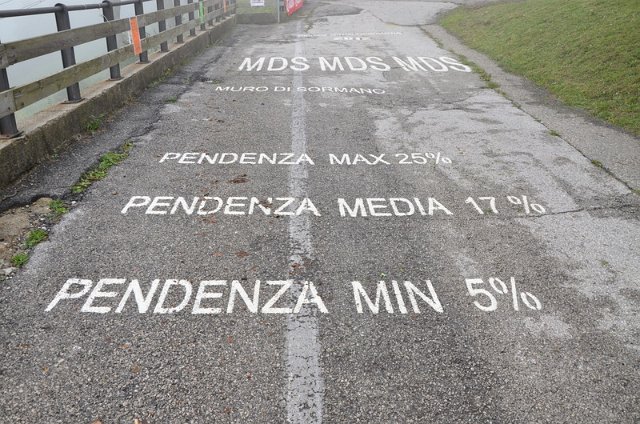 MDS MDS MDS
MURO DI SORMANO
PENDENZA MAX 25%
PENDENZA MEDIA 17%
PENDENZA MIN 5%